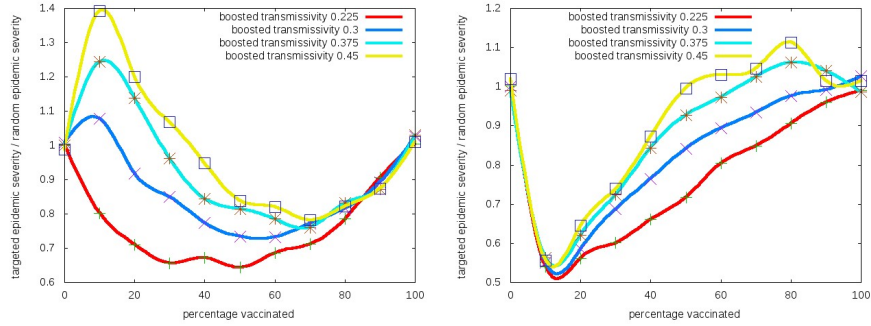 1.4
1.3
1.2
1.1
1
0.9
0.8
0.7
0.6
0
20
40
60
80
100
targeted epidemic severity / random epidemic severity
percentage vaccinated
boosted transmissivity 0.225
boosted transmissivity 0.3
boosted transmissivity 0.375
boosted transmissivity 0.45
1.2
1.1
1
0.9
0.8
0.7
0.6
0.5
0
20
40
60
80
100
targeted epidemic severity / random epidemic severity
percentage vaccinated
boosted transmissivity 0.225
boosted transmissivity 0.3
boosted transmissivity 0.375
boosted transmissivity 0.45